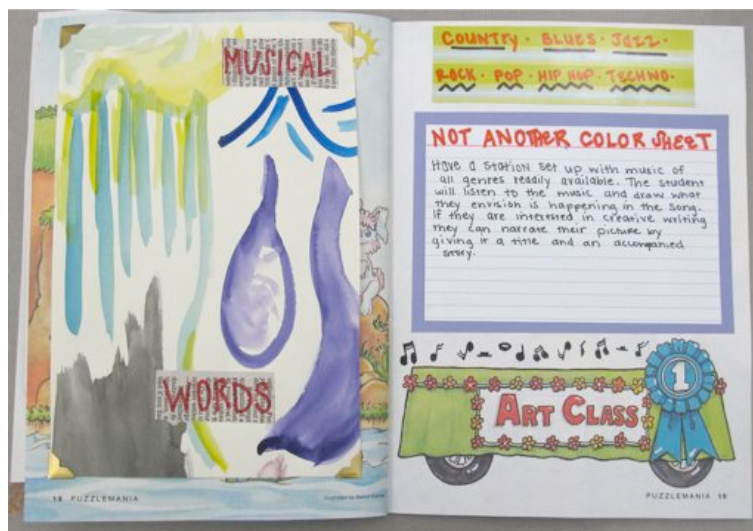 MUSICAL
WORDS
18 PUZZLEMANIA
COUNTRY · BLUES · JAZZ ·
ROCK · POP · HIP HOP · TECHNO ·
NOT ANOTHER COLOR SHEET
Have a station set up with music of
all genres readily available. The student
will listen to the music and draw what
they envision is happening in the song.
If they are interested in creative writing
they can narrate their picture by
giving it a title and an accompanied
story.
1
ART CLASS
PUZZLEMANIA 19